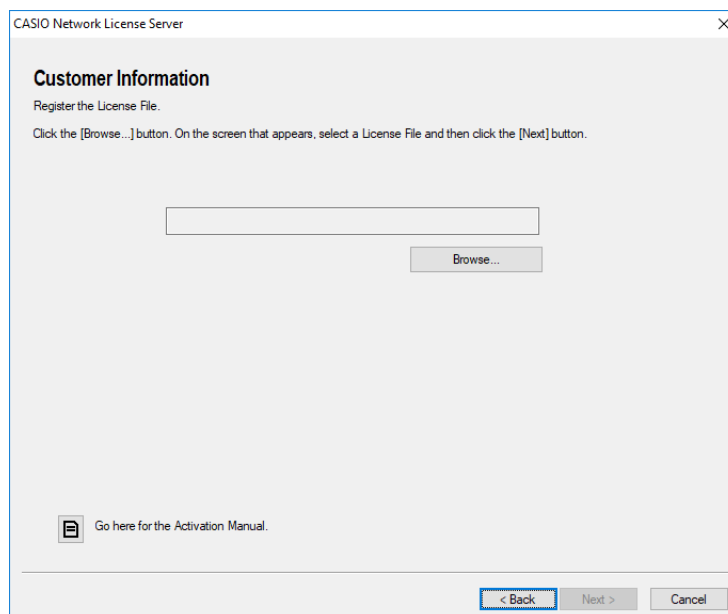 CASIO Network License Server
Customer Information
Register the License File.
Click the [Browse...] button. On the screen that appears, select a License File and then click the [Next] button.
Browse...
Go here for the Activation Manual.
< Back Next > Cancel